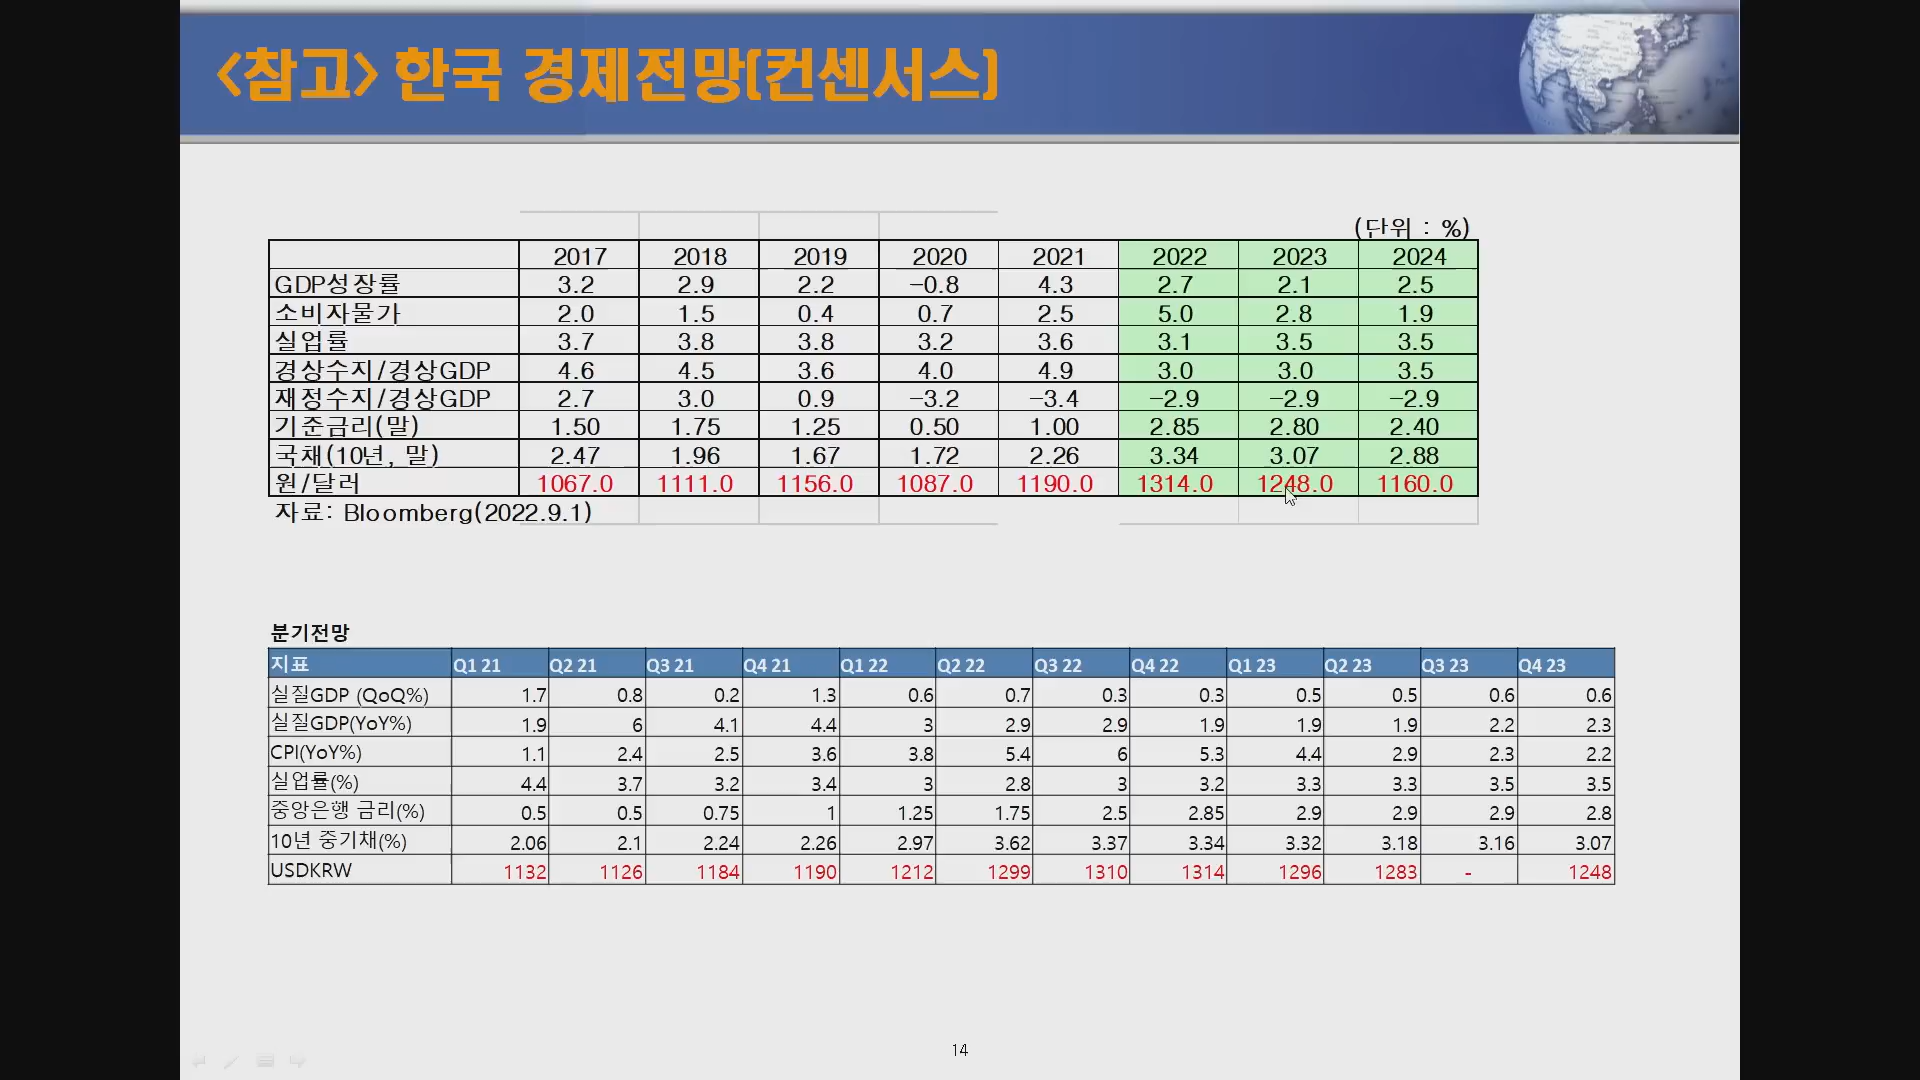 <참고> 한국 경제전망(컨센서스)
(단위 : %)
2017 2018 2019 2020 2021 2022 2023 2024
GDP성장률 3.2 2.9 2.2 -0.8 4.3 2.7 2.1 2.5
소비자물가 2.0 1.5 0.4 0.7 2.5 5.0 2.8 1.9
실업률 3.7 3.8 3.8 3.2 3.6 3.1 3.5 3.5
경상수지/경상GDP 4.6 4.5 3.6 4.0 4.9 3.0 3.0 3.5
재정수지/경상GDP 2.7 3.0 0.9 -3.2 -3.4 -2.9 -2.9 -2.9
기준금리(말) 1.50 1.75 1.25 0.50 1.00 2.85 2.80 2.40
국채(10년, 말) 2.47 1.96 1.67 1.72 2.26 3.34 3.07 2.88
원/달러 1067.0 1111.0 1156.0 1087.0 1190.0 1314.0 1248.0 1160.0
자료: Bloomberg(2022.9.1)
분기전망
지표 Q1 21 Q2 21 Q3 21 Q4 21 Q1 22 Q2 22 Q3 22 Q4 22 Q1 23 Q2 23 Q3 23 Q4 23
실질GDP (QoQ%) 1.7 0.8 0.2 1.3 0.6 0.7 0.3 0.3 0.5 0.5 0.6 0.6
실질GDP(YoY%) 1.9 6 4.1 4.4 3 2.9 2.9 1.9 1.9 1.9 2.2 2.3
CPI(YoY%) 1.1 2.4 2.5 3.6 3.8 5.4 6 5.3 4.4 2.9 2.3 2.2
실업률(%) 4.4 3.7 3.2 3.4 3 2.8 3 3.2 3.3 3.3 3.5 3.5
중앙은행 금리(%) 0.5 0.5 0.75 1 1.25 1.75 2.5 2.85 2.9 2.9 2.9 2.8
10년 중기채(%) 2.06 2.1 2.24 2.26 2.97 3.62 3.37 3.34 3.32 3.18 3.16 3.07
USDKRW 1132 1126 1184 1190 1212 1299 1310 1314 1296 1283 - 1248
14